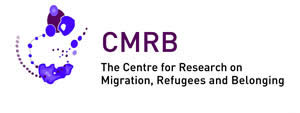 CMRB
The Centre for Research on
Migration, Refugees and Belonging